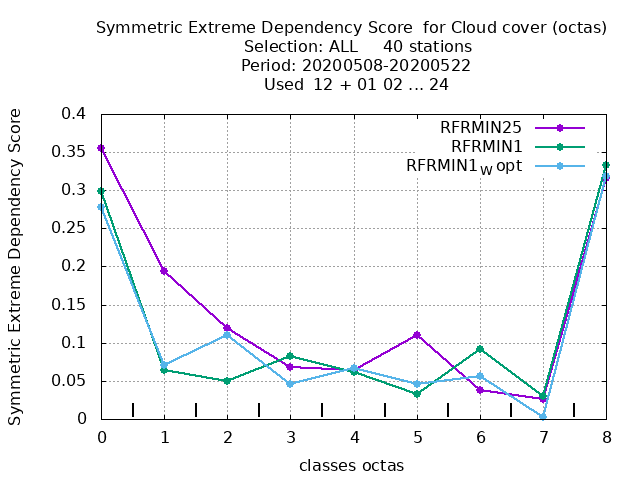 Symmetric Extreme Dependency Score for Cloud cover (octas)
Selection: ALL 40 stations
Period: 20200508-20200522
Used 12 + 01 02 ... 24
Symmetric Extreme Dependency Score
0.4
0.35
0.3
0.25
0.2
0.15
0.1
0.05
0
RFRMIN25
RFRMIN1
RFRMIN1w opt
0 1 2 3 4 5 6 7 8
classes octas